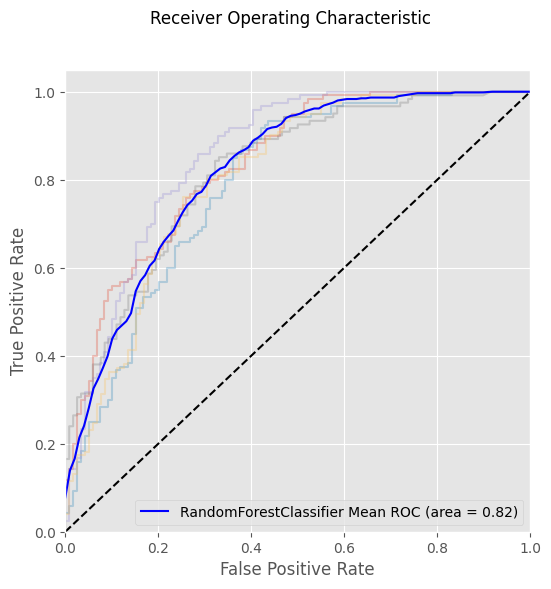 Receiver Operating Characteristic
1.0
0.8
0.6
0.4
0.2
0.0
True Positive Rate
RandomForestClassifier Mean ROC (area = 0.82)
0.0 0.2 0.4 0.6 0.8 1.0
False Positive Rate